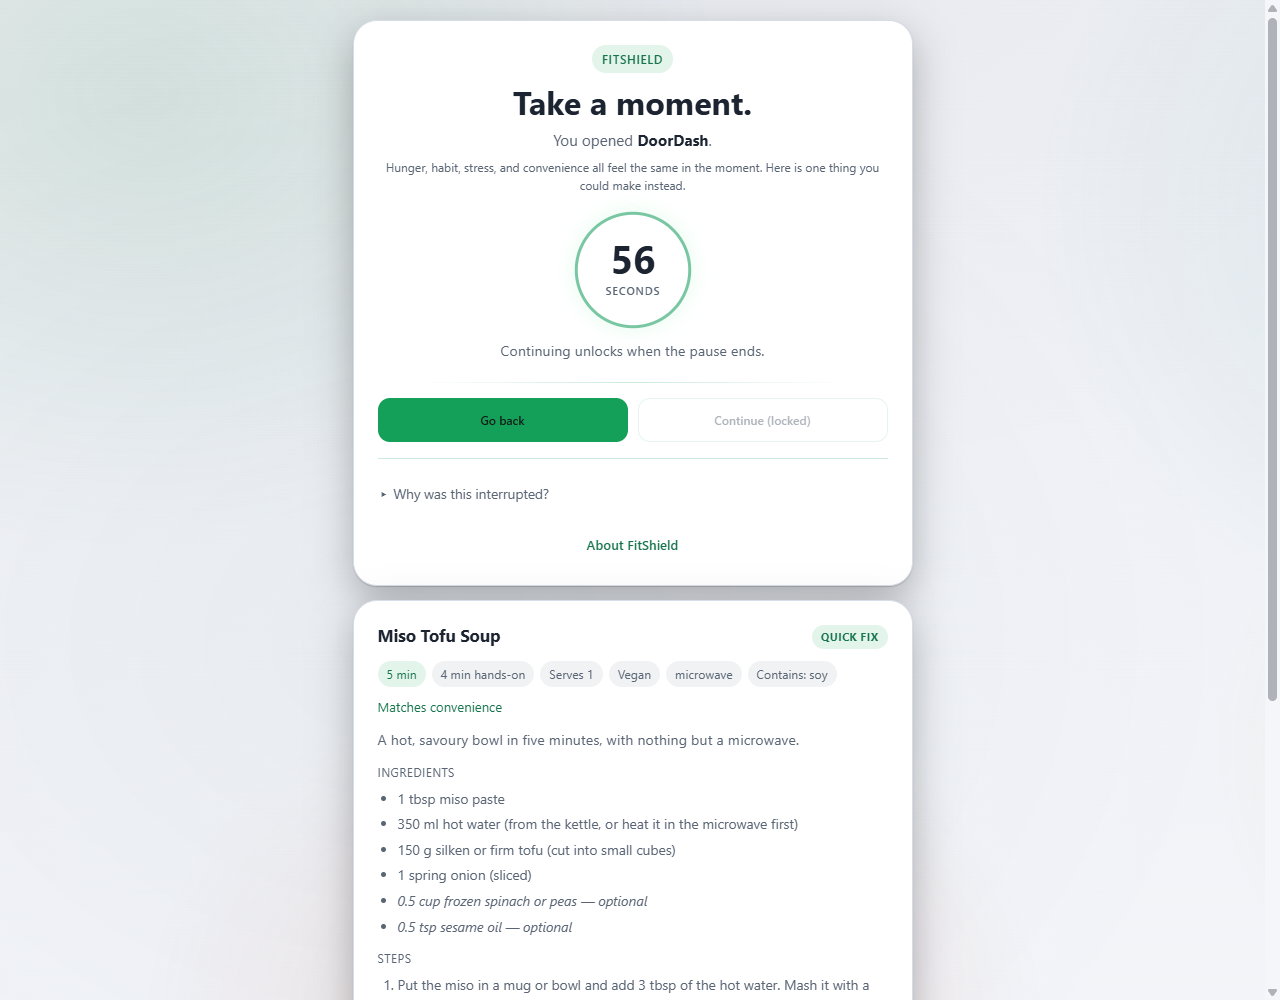 FITSHIELD
Take a moment.
You opened DoorDash.
Hunger, habit, stress, and convenience all feel the same in the moment. Here is one thing you
could make instead.
56
SECONDS
Continuing unlocks when the pause ends.
Go back
Continue (locked)
▸ Why was this interrupted?
About FitShield
Miso Tofu Soup
QUICK FIX
5 min
4 min hands-on
Serves 1
Vegan
microwave
Contains: soy
Matches convenience
A hot, savoury bowl in five minutes, with nothing but a microwave.
INGREDIENTS
• 1 tbsp miso paste
• 350 ml hot water (from the kettle, or heat it in the microwave first)
• 150 g silken or firm tofu (cut into small cubes)
• 1 spring onion (sliced)
• 0.5 cup frozen spinach or peas — optional
• 0.5 tsp sesame oil — optional
STEPS
1. Put the miso in a mug or bowl and add 3 tbsp of the hot water. Mash it with a